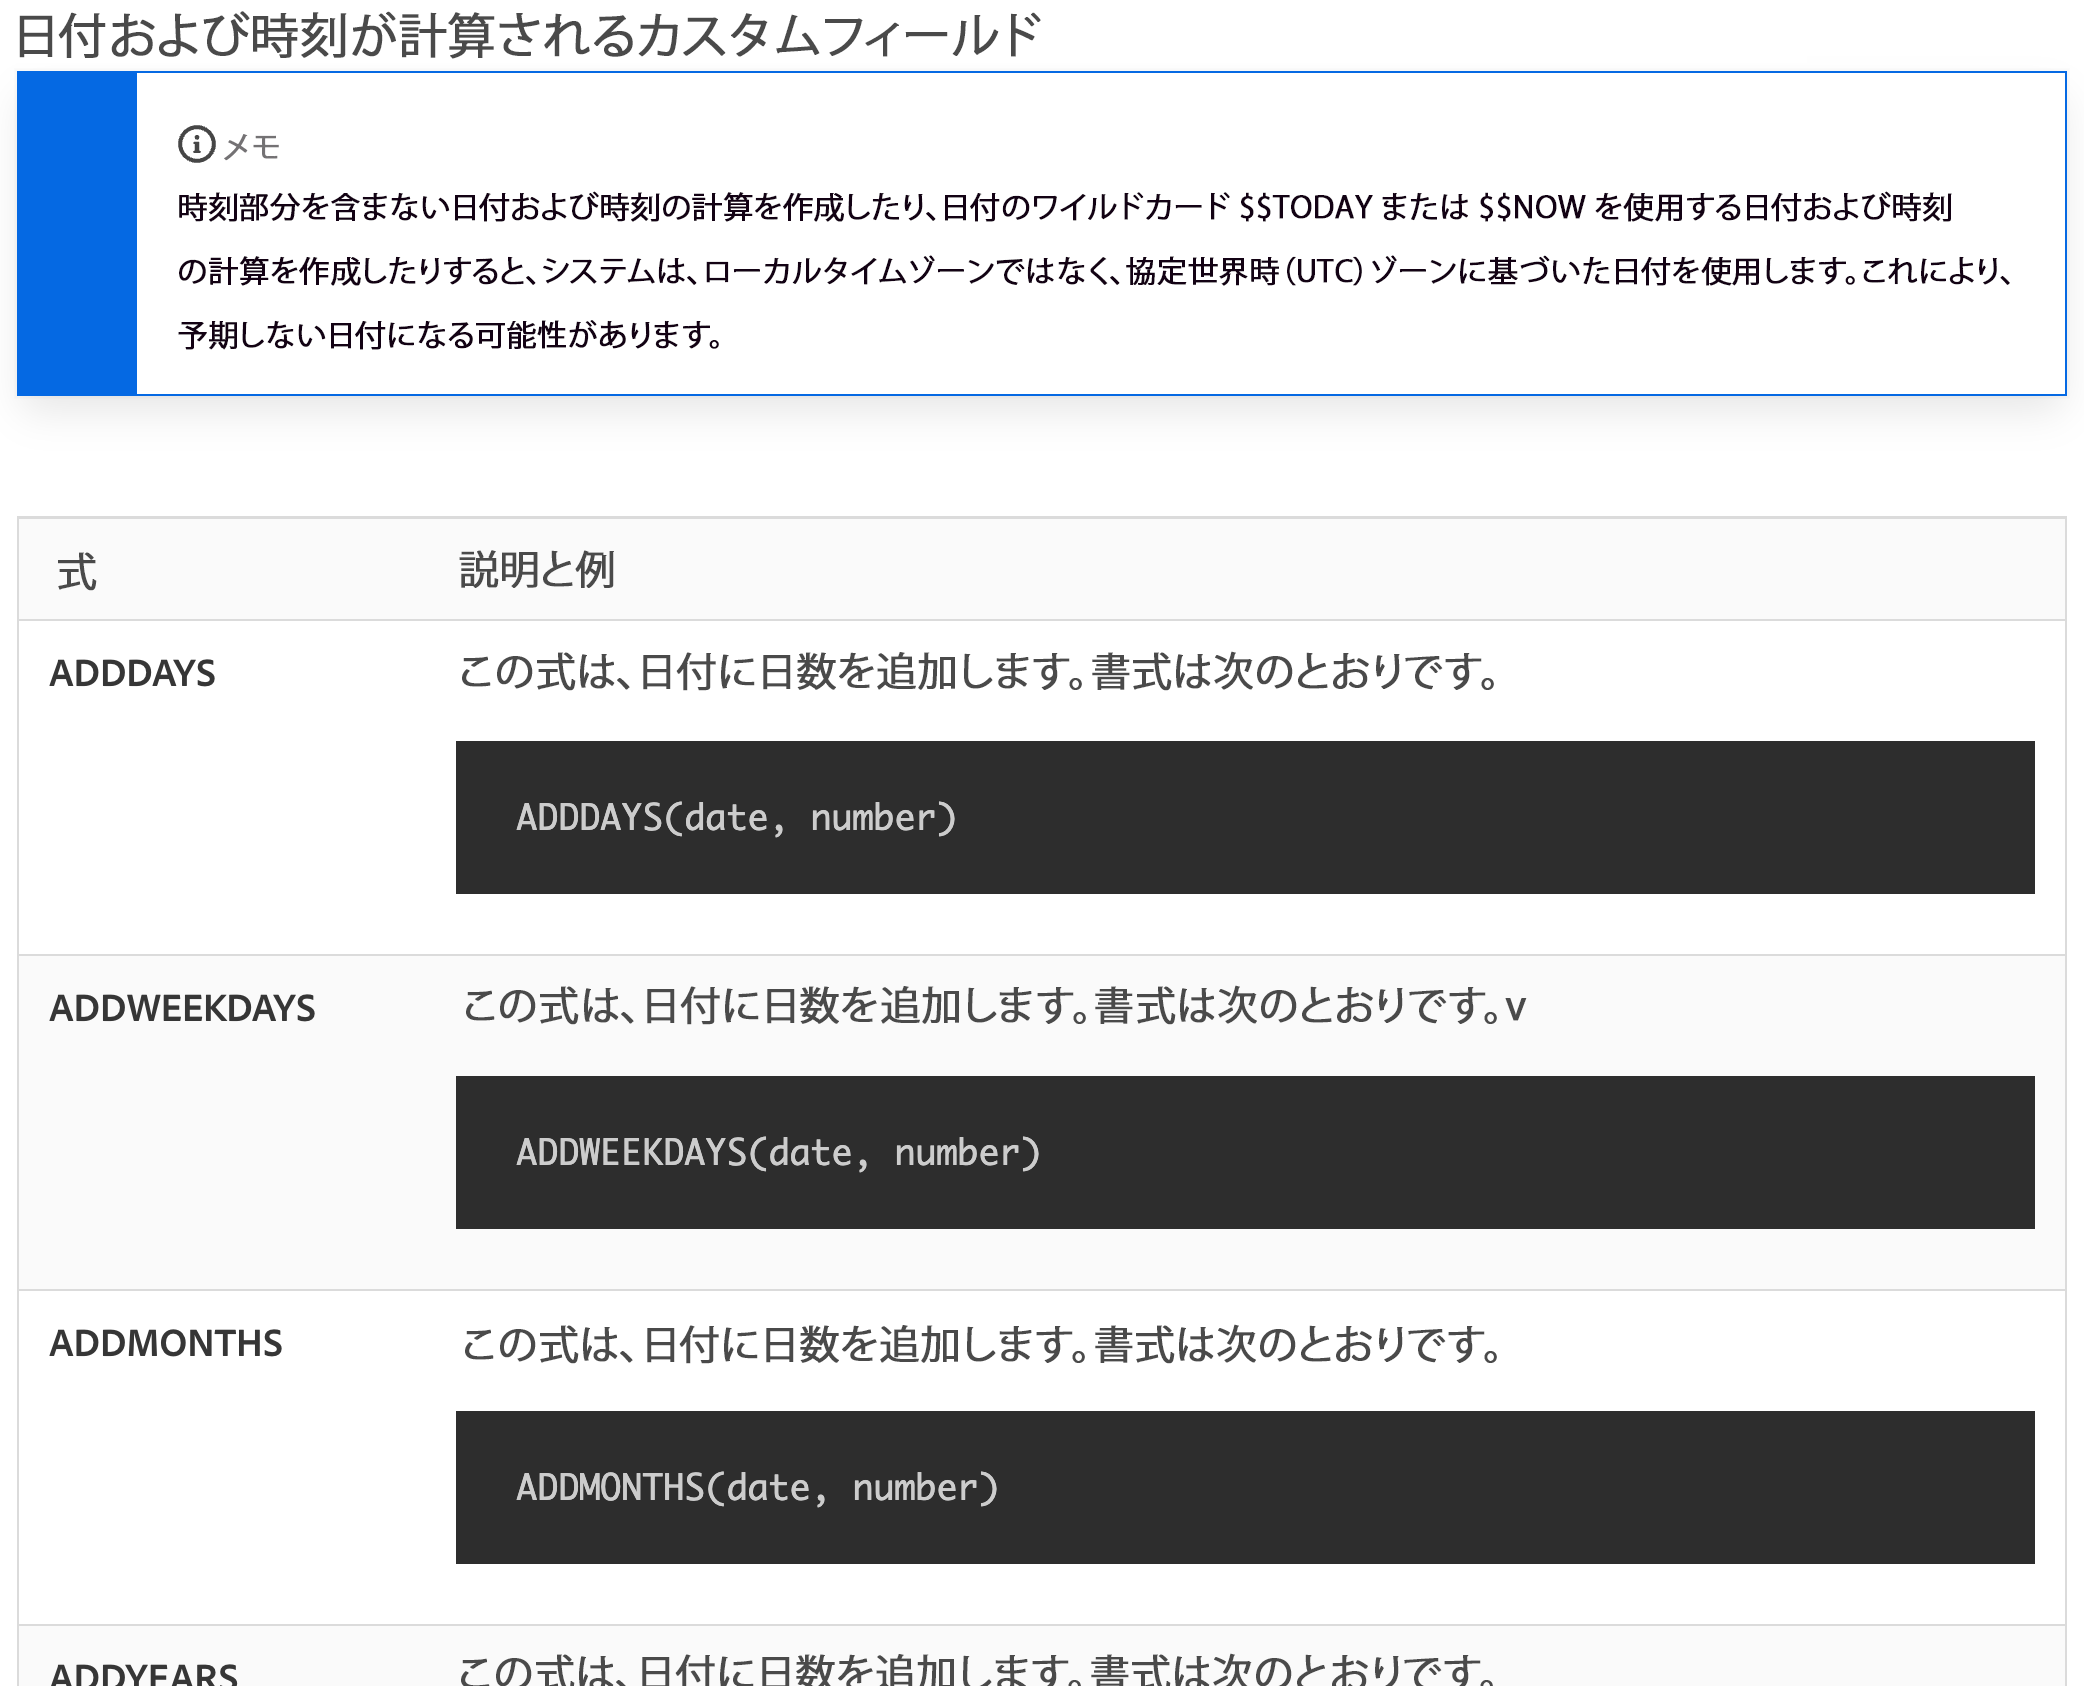 日付および時刻が計算されるカスタムフィールド
メモ
時刻部分を含まない日付および時刻の計算を作成したり、日付のワイルドカード $$TODAY または $$NOW を使用する日付および時刻
の計算を作成したりすると、システムは、ローカルタイムゾーンではなく、協定世界時（UTC）ゾーンに基づいた日付を使用します。これにより、
予期しない日付になる可能性があります。
式 説明と例
ADDDAYS この式は、日付に日数を追加します。書式は次のとおりです。
ADDDAYS(date, number)
ADDWEEKDAYS この式は、日付に日数を追加します。書式は次のとおりです。v
ADDWEEKDAYS(date, number)
ADDMONTHS この式は、日付に日数を追加します。書式は次のとおりです。
ADDMONTHS(date, number)
ADDYEARS この式は、日付に日数を追加します。書式は次のとおりです。